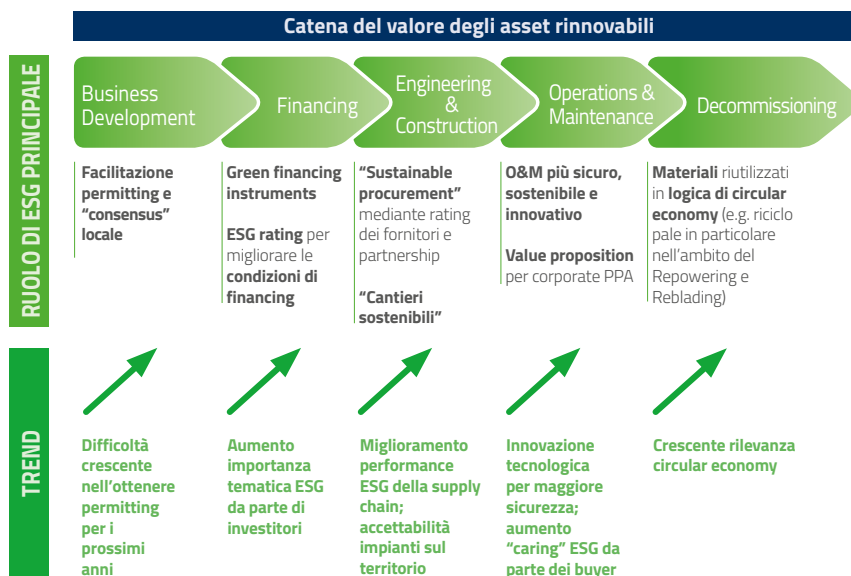 Catena del valore degli asset rinnovabili
RUOLO DI ESG PRINCIPALE
Business
Development
Financing
Engineering
&
Construction
Operations &
Maintenance
Decommissioning
Facilitazione
permitting e
“consensus”
locale
Green financing
instruments
ESG rating per
migliorare le
condizioni di
financing
“Sustainable
procurement”
mediante rating
dei fornitori e
partnership
“Cantieri
sostenibili”
O&M più sicuro,
sostenibile e
innovativo
Value proposition
per corporate PPA
Materiali riutilizzati
in logica di circular
economy (e.g. riciclo
pale in particolare
nell’ambito del
Repowering e
Reblading)
TREND
Difficoltà
crescente
nell’ottenere
permitting
per i
prossimi
anni
Aumento
importanza
tematica ESG
da parte di
investitori
Miglioramento
performance
ESG della supply
chain;
accettabilità
impianti sul
territorio
Innovazione
tecnologica
per maggiore
sicurezza;
aumento
“caring” ESG da
parte dei buyer
Crescente rilevanza
circular economy